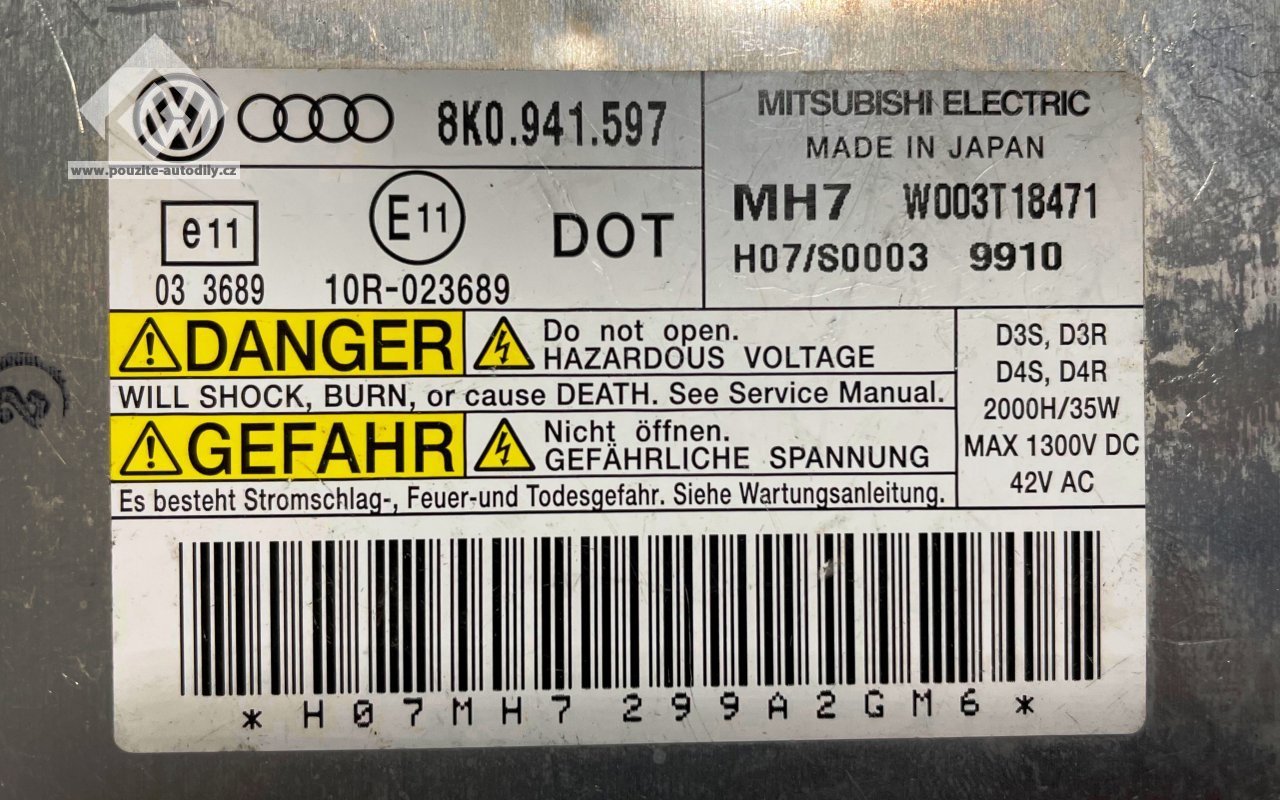 8K0.941.597
www.pouzite-autodily.cz
e11
03 3689
E11
10R-023689
DOT
MITSUBISHI ELECTRIC
MADE IN JAPAN
MH7 W003T18471
H07/S0003 9910
DANGER
Do not open.
HAZARDOUS VOLTAGE
WILL SHOCK, BURN, or cause DEATH. See Service Manual.
GEFAHR
Nicht öffnen.
GEFÄHRLICHE SPANNUNG
Es besteht Stromschlag-, Feuer-und Todesgefahr. Siehe Wartungsanleitung.
D3S, D3R
D4S, D4R
2000H/35W
MAX 1300V DC
42V AC
*H07MH7299A2GM6*